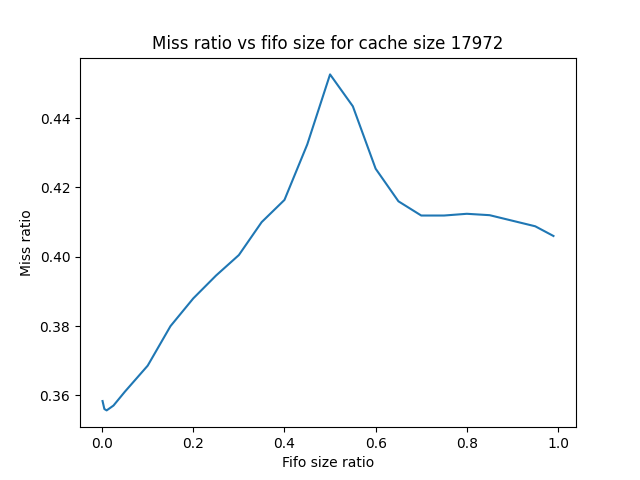 Miss ratio vs fifo size for cache size 17972
Miss ratio
0.44
0.42
0.40
0.38
0.36
0.0 0.2 0.4 0.6 0.8 1.0
Fifo size ratio